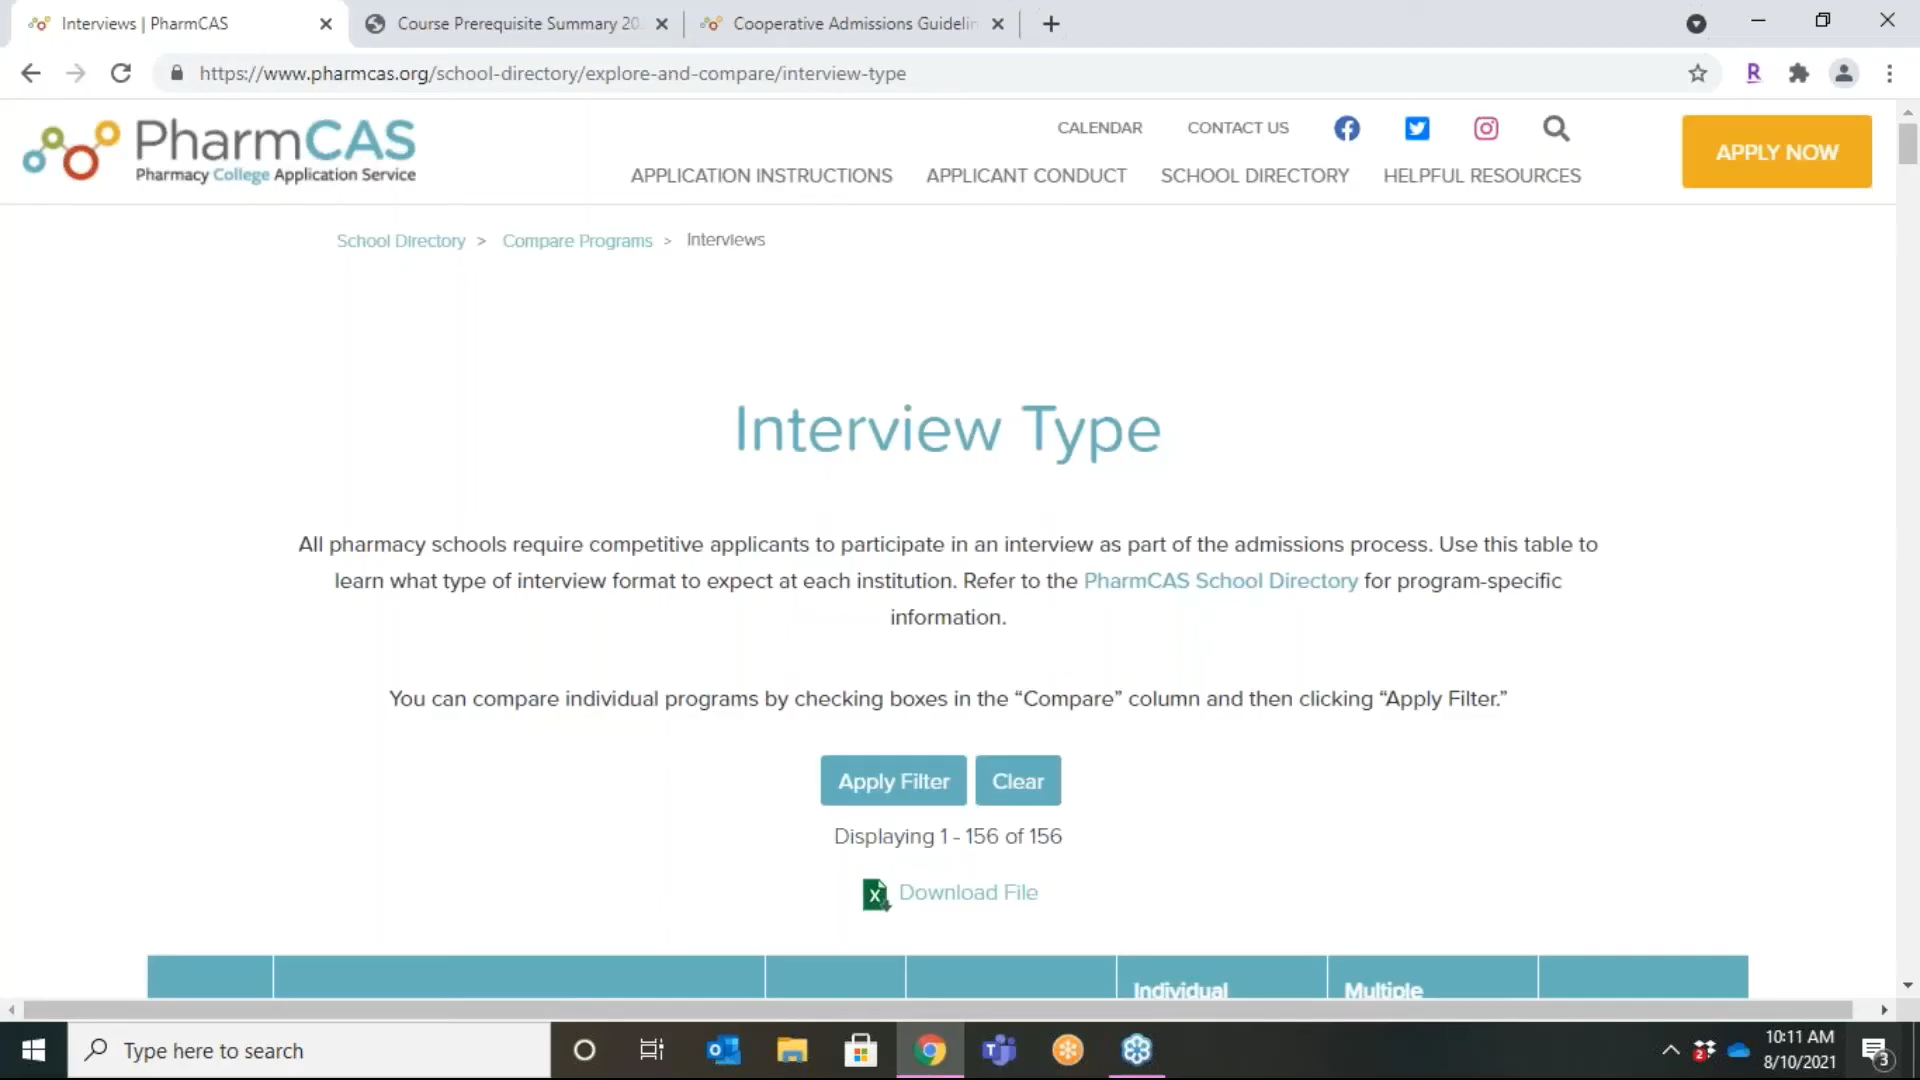 Interviews | PharmCAS
Course Prerequisite Summary 20
Cooperative Admissions Guidelin
https://www.pharmcas.org/school-directory/explore-and-compare/interview-type
R
PharmCAS
Pharmacy College Application Service
CALENDAR
CONTACT US
APPLICATION INSTRUCTIONS
APPLICANT CONDUCT
SCHOOL DIRECTORY
HELPFUL RESOURCES
APPLY NOW
School Directory > Compare Programs > Interviews
Interview Type
All pharmacy schools require competitive applicants to participate in an interview as part of the admissions process. Use this table to
learn what type of interview format to expect at each institution. Refer to the PharmCAS School Directory for program-specific
information.
You can compare individual programs by checking boxes in the “Compare” column and then clicking “Apply Filter.”
Apply Filter
Clear
Displaying 1 - 156 of 156
Download File
Individual
Multiple
Type here to search
10:11 AM
8/10/2021
2
3